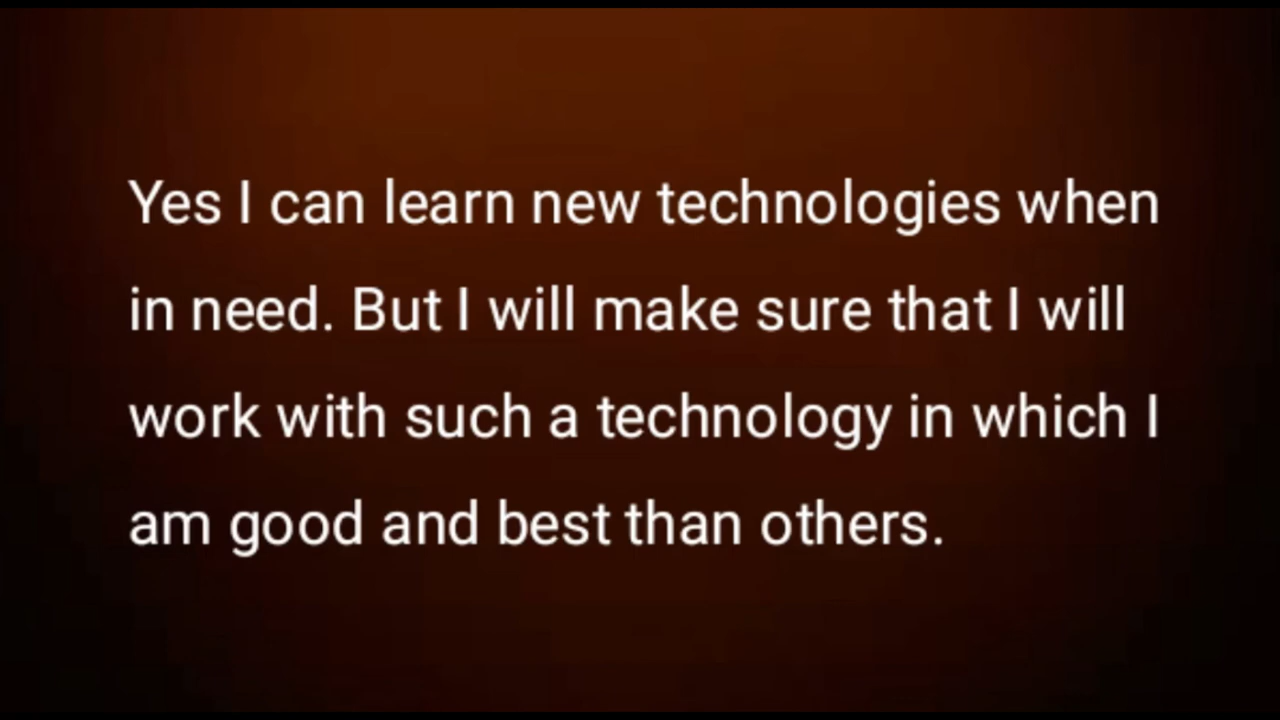 Yes I can learn new technologies when
in need. But I will make sure that I will
work with such a technology in which I
am good and best than others.